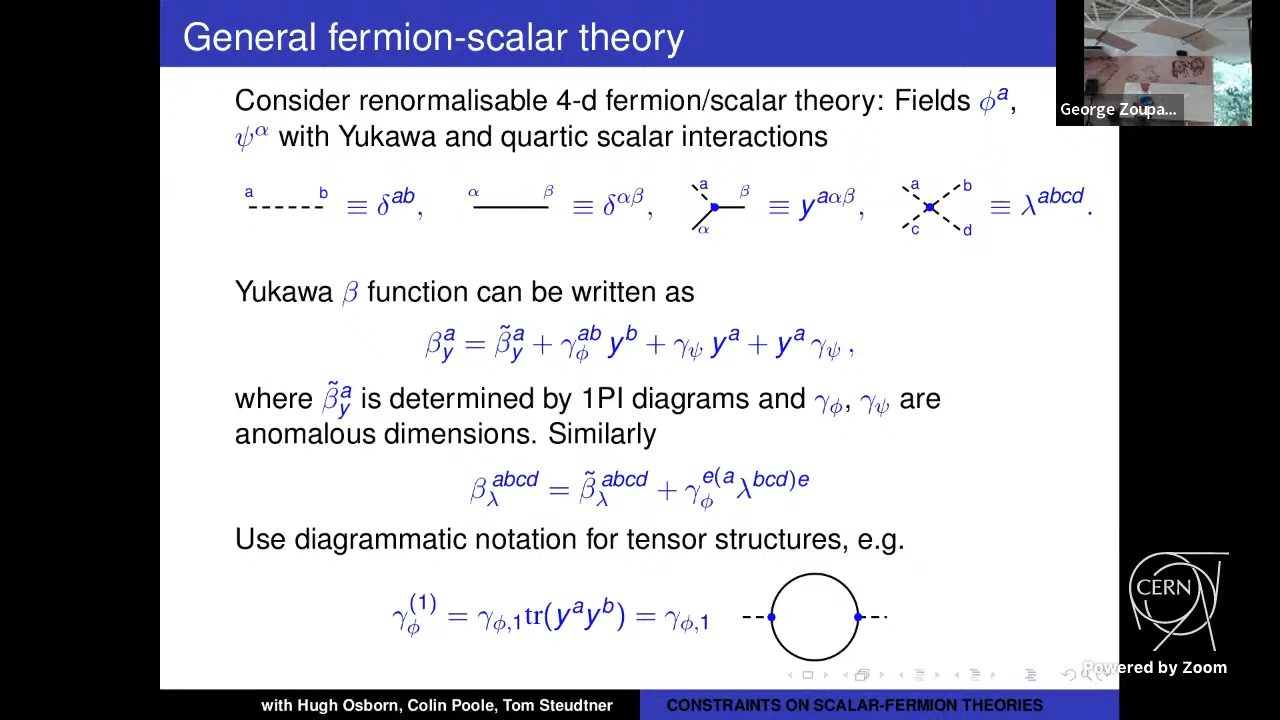 General fermion-scalar theory
George Zoupa...
Consider renormalisable 4-d fermion/scalar theory: Fields ϕ^a,
ψ^α with Yukawa and quartic scalar interactions
a b ≡ δ^{ab}, α β ≡ δ^{αβ}, a β α ≡ y^{aαβ}, a b c d ≡ λ^{abcd}.
Yukawa β function can be written as
β_y^a = β̃_y^a + γ_ϕ^{ab} y^b + γ_ψ y^a + y^a γ_ψ ,
where β̃_y^a is determined by 1PI diagrams and γ_ϕ, γ_ψ are
anomalous dimensions. Similarly
β_λ^{abcd} = β̃_λ^{abcd} + γ_ϕ^{e(a} λ^{bcd)e}
Use diagrammatic notation for tensor structures, e.g.
γ_ϕ^{(1)} = γ_{ϕ,1} tr(y^a y^b) = γ_{ϕ,1}
CERN
Powered by Zoom
with Hugh Osborn, Colin Poole, Tom Steudtner
CONSTRAINTS ON SCALAR-FERMION THEORIES